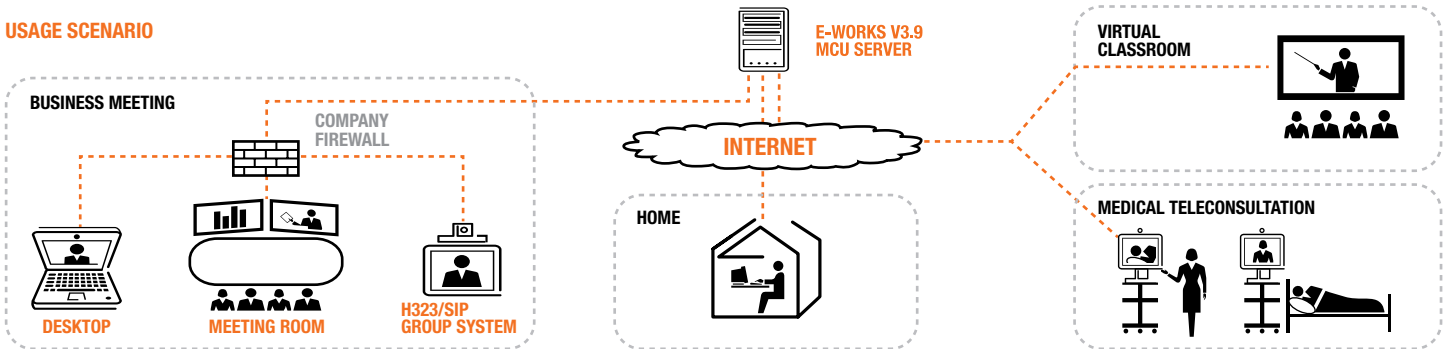 USAGE SCENARIO
E-WORKS V3.9
MCU SERVER
VIRTUAL
CLASSROOM
BUSINESS MEETING
COMPANY
FIREWALL
INTERNET
HOME
MEDICAL TELECONSULTATION
DESKTOP
MEETING ROOM
H323/SIP
GROUP SYSTEM